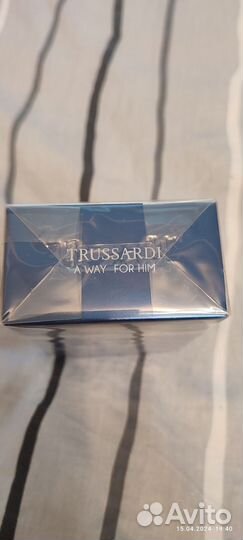 TRUSSARDI
A WAY FOR HIM
Avito
15.04.2024 19:40